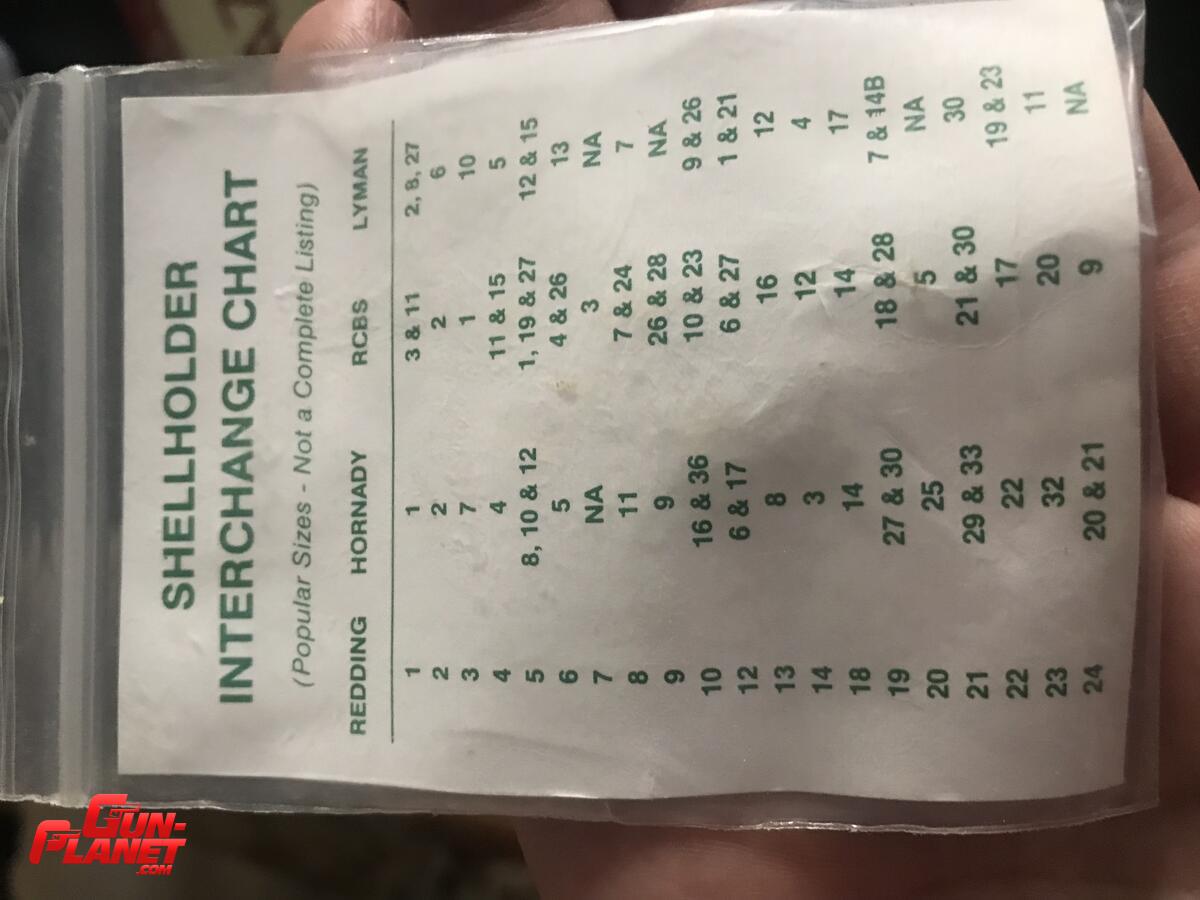 SHELLHOLDER
INTERCHANGE CHART
(Popular Sizes - Not a Complete Listing)
REDDING HORNADY RCBS LYMAN
1 1 3 & 11 2, 8, 27
2 2 2 6
3 7 1 10
4 4 11 & 15 5
5 8, 10 & 12 1, 19 & 27 12 & 15
6 5 4 & 26 13
7 NA 3 NA
8 11 7 & 24 7
9 9 26 & 28 NA
10 16 & 36 10 & 23 9 & 26
12 6 & 17 6 & 27 1 & 21
13 8 16 12
14 3 12 4
18 14 14 17
19 27 & 30 18 & 28 7 & 14B
20 25 5 NA
21 29 & 33 21 & 30 30
22 22 17 19 & 23
23 32 20 11
24 20 & 21 9 NA
GUN-
PLANET
.COM